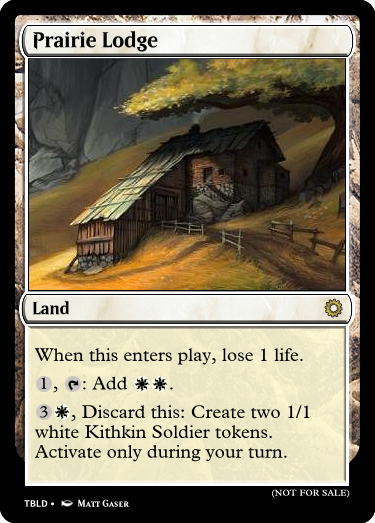 Prairie Lodge
Land
When this enters play, lose 1 life.
1, : Add .
3, Discard this: Create two 1/1
white Kithkin Soldier tokens.
Activate only during your turn.
(NOT FOR SALE)
TBLD • Matt Gaser